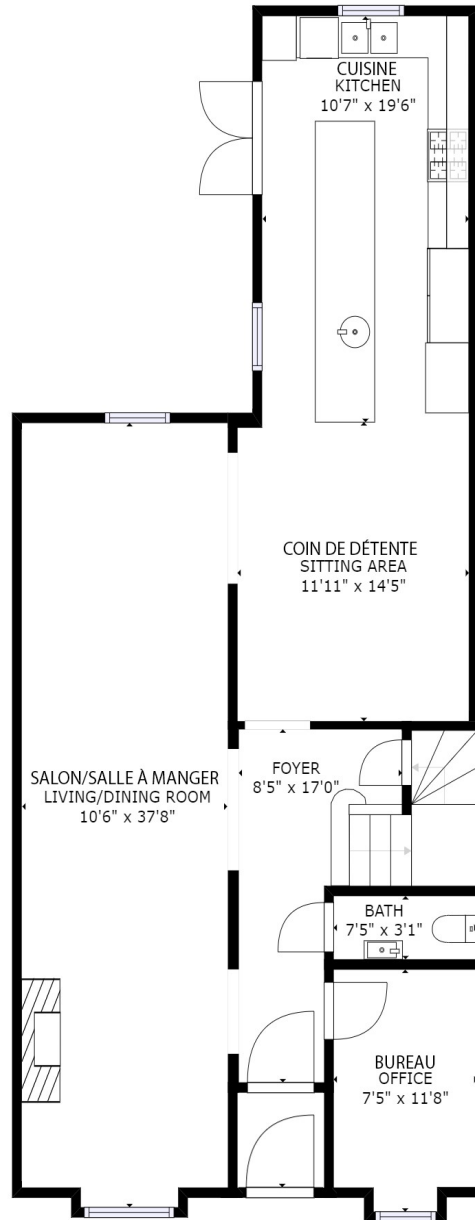 CUISINE
KITCHEN
10'7" x 19'6"
COIN DE DÉTENTE
SITTING AREA
11'11" x 14'5"
SALON/SALLE À MANGER
LIVING/DINING ROOM
10'6" x 37'8"
FOYER
8'5" x 17'0"
BATH
7'5" x 3'1"
BUREAU
OFFICE
7'5" x 11'8"